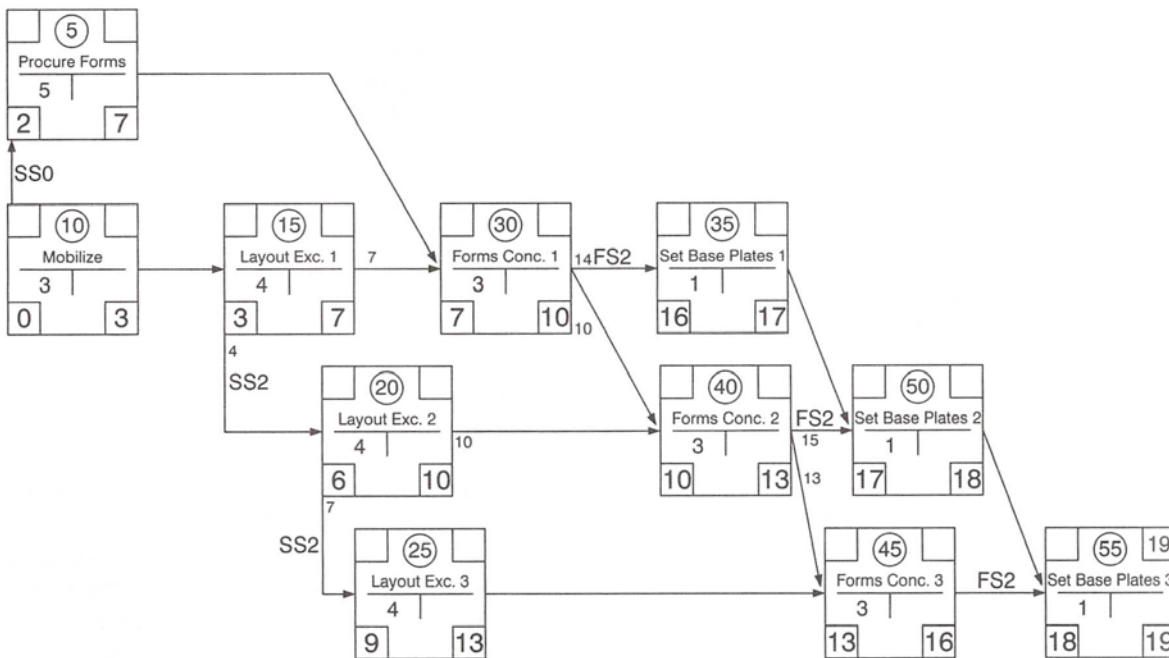 5
Procure Forms
5
2 7
SS0
10
Mobilize
3
0 3
15
Layout Exc. 1
4
3 7
7
30
Forms Conc. 1
3
7 10
14 FS2
10
35
Set Base Plates 1
1
16 17
4
SS2
20
Layout Exc. 2
4
6 10
10
40
Forms Conc. 2
3
10 13
FS2
15
13
50
Set Base Plates 2
1
17 18
7
SS2
25
Layout Exc. 3
4
9 13
45
Forms Conc. 3
3
13 16
FS2
55 19
Set Base Plates 3
1
18 19